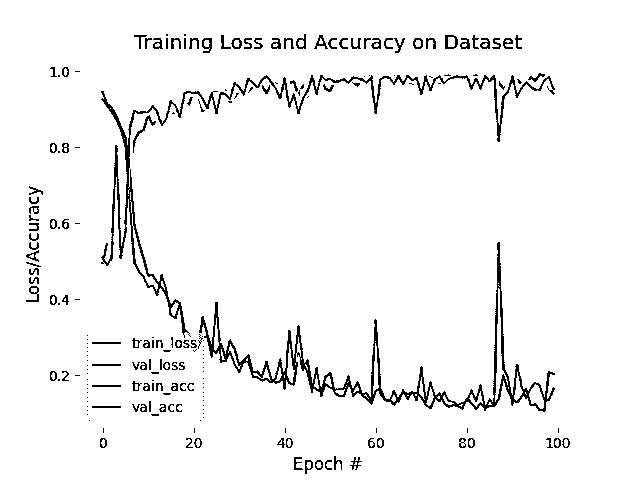 Training Loss and Accuracy on Dataset
1.0
0.8
0.6
0.4
0.2
Loss/Accuracy
train_loss
val_loss
train_acc
val_acc
0 20 40 60 80 100
Epoch #